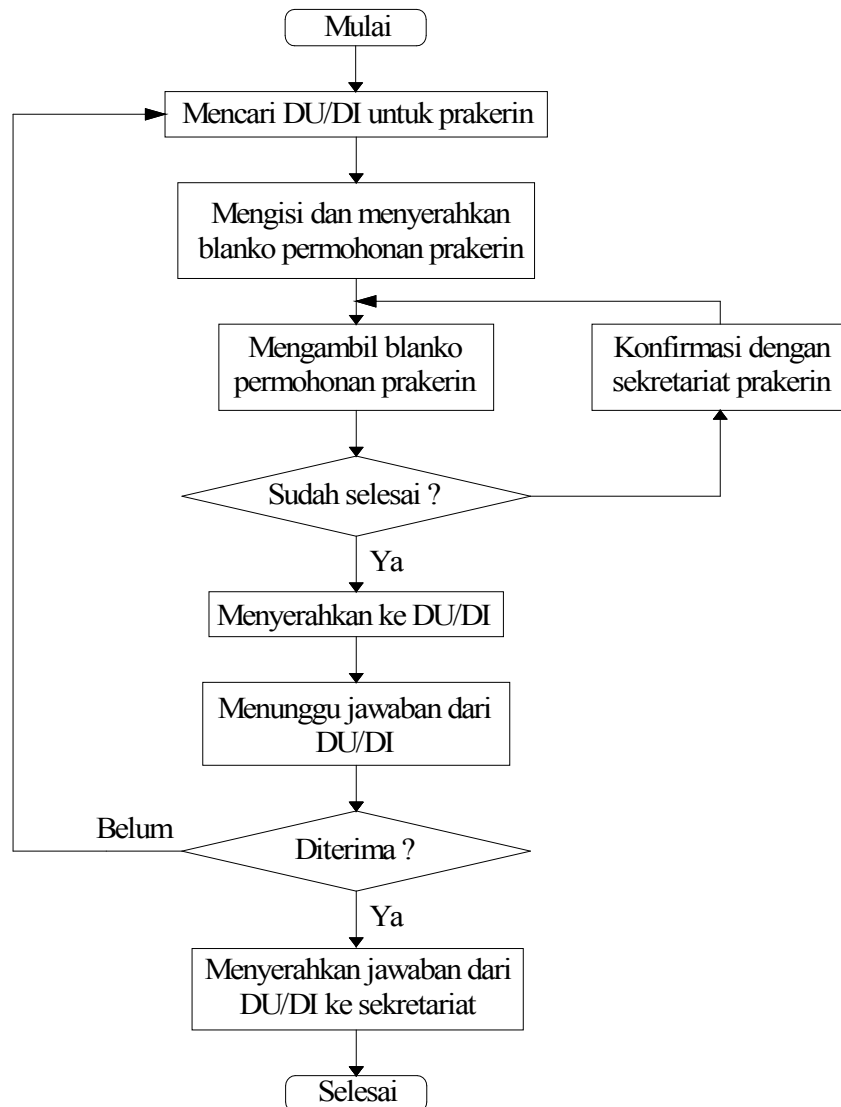 Mulai
Mencari DU/DI untuk prakerin
Mengisi dan menyerahkan
blanko permohonan prakerin
Mengambil blanko
permohonan prakerin
Konfirmasi dengan
sekretariat prakerin
Sudah selesai ?
Ya
Menyerahkan ke DU/DI
Menunggu jawaban dari
DU/DI
Belum
Diterima ?
Ya
Menyerahkan jawaban dari
DU/DI ke sekretariat
Selesai